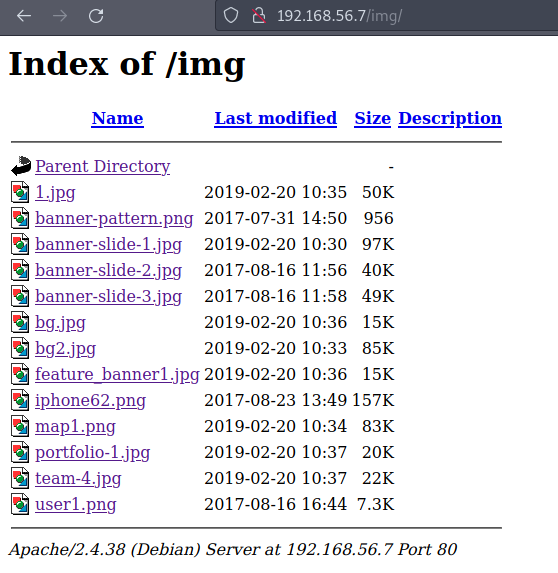 192.168.56.7/img/
Index of /img
Name Last modified Size Description
Parent Directory -
1.jpg 2019-02-20 10:35 50K
banner-pattern.png 2017-07-31 14:50 956
banner-slide-1.jpg 2019-02-20 10:30 97K
banner-slide-2.jpg 2017-08-16 11:56 40K
banner-slide-3.jpg 2017-08-16 11:58 49K
bg.jpg 2019-02-20 10:36 15K
bg2.jpg 2019-02-20 10:33 85K
feature_banner1.jpg 2019-02-20 10:36 15K
iphone62.png 2017-08-23 13:49 157K
map1.png 2019-02-20 10:34 83K
portfolio-1.jpg 2019-02-20 10:37 20K
team-4.jpg 2019-02-20 10:37 22K
user1.png 2017-08-16 16:44 7.3K
Apache/2.4.38 (Debian) Server at 192.168.56.7 Port 80